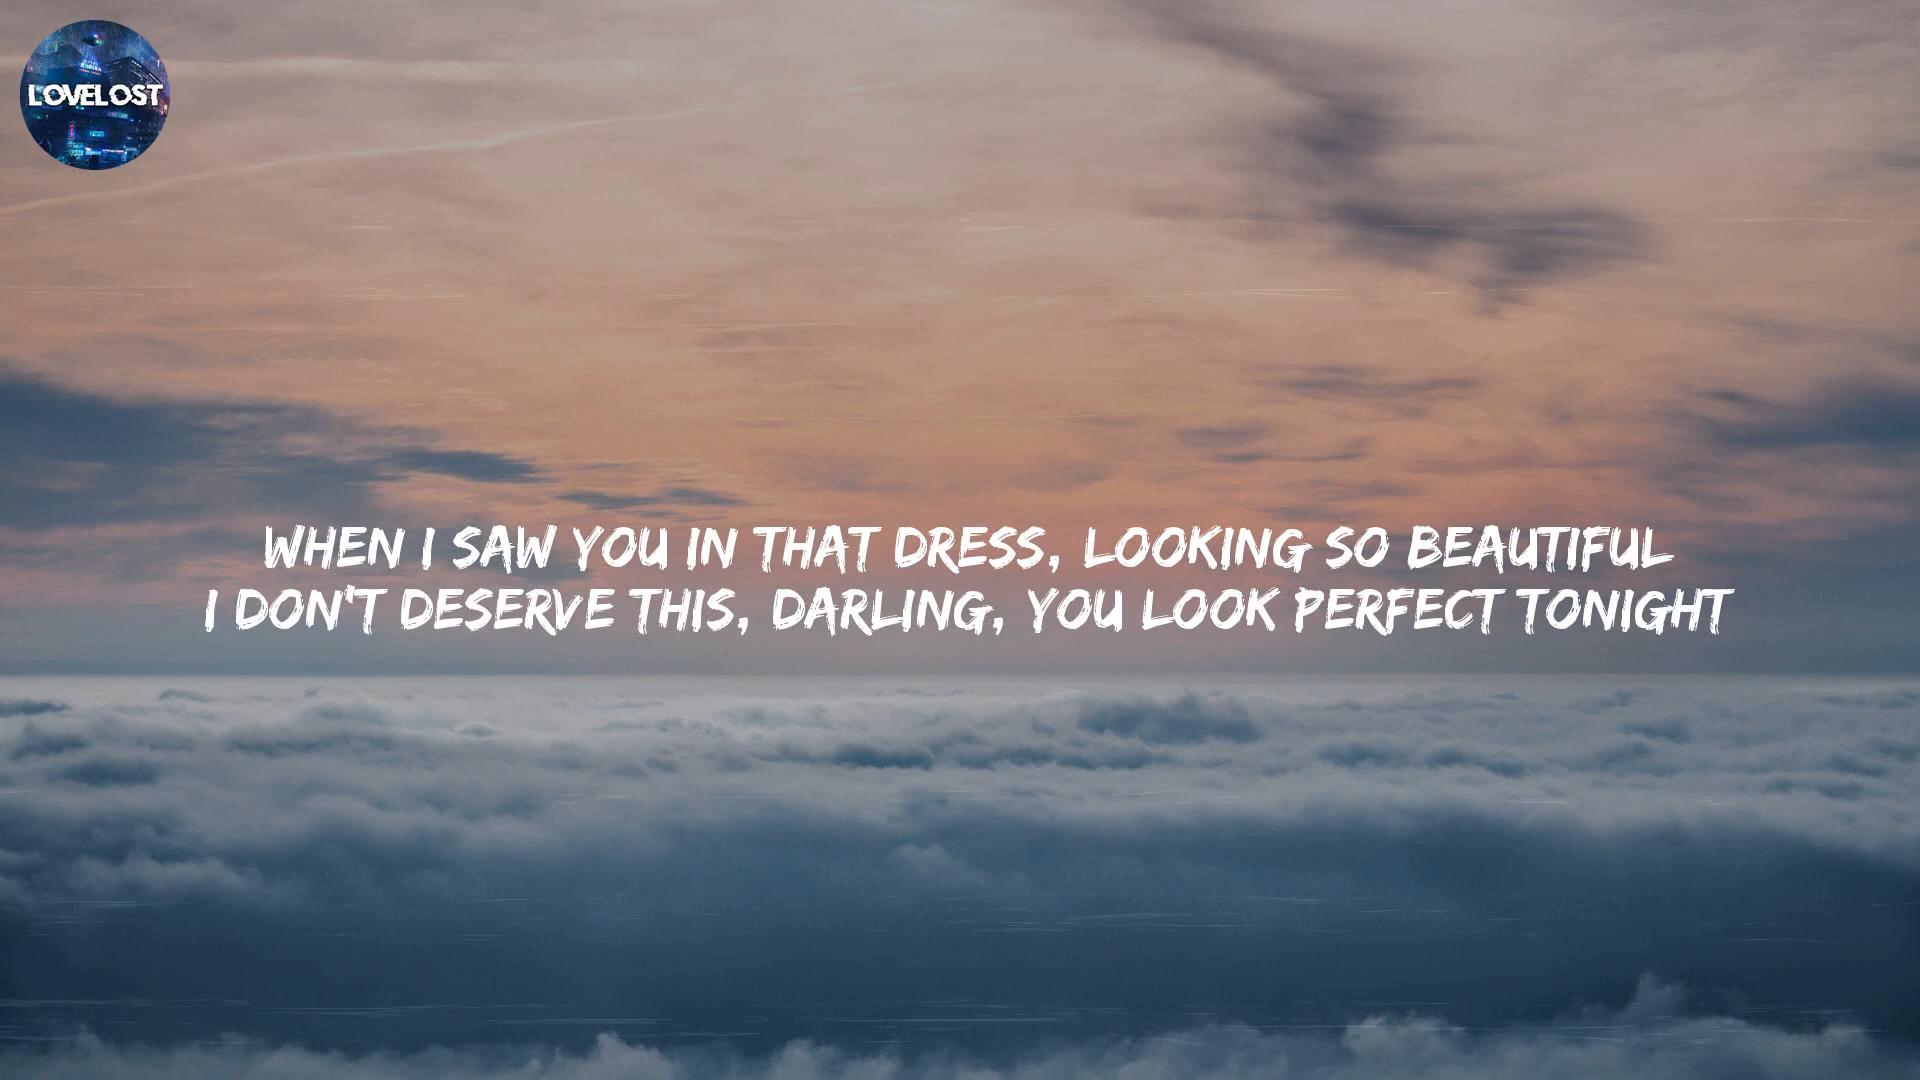 LOVELOST
WHEN I SAW YOU IN THAT DRESS, LOOKING SO BEAUTIFUL
I DON'T DESERVE THIS, DARLING, YOU LOOK PERFECT TONIGHT